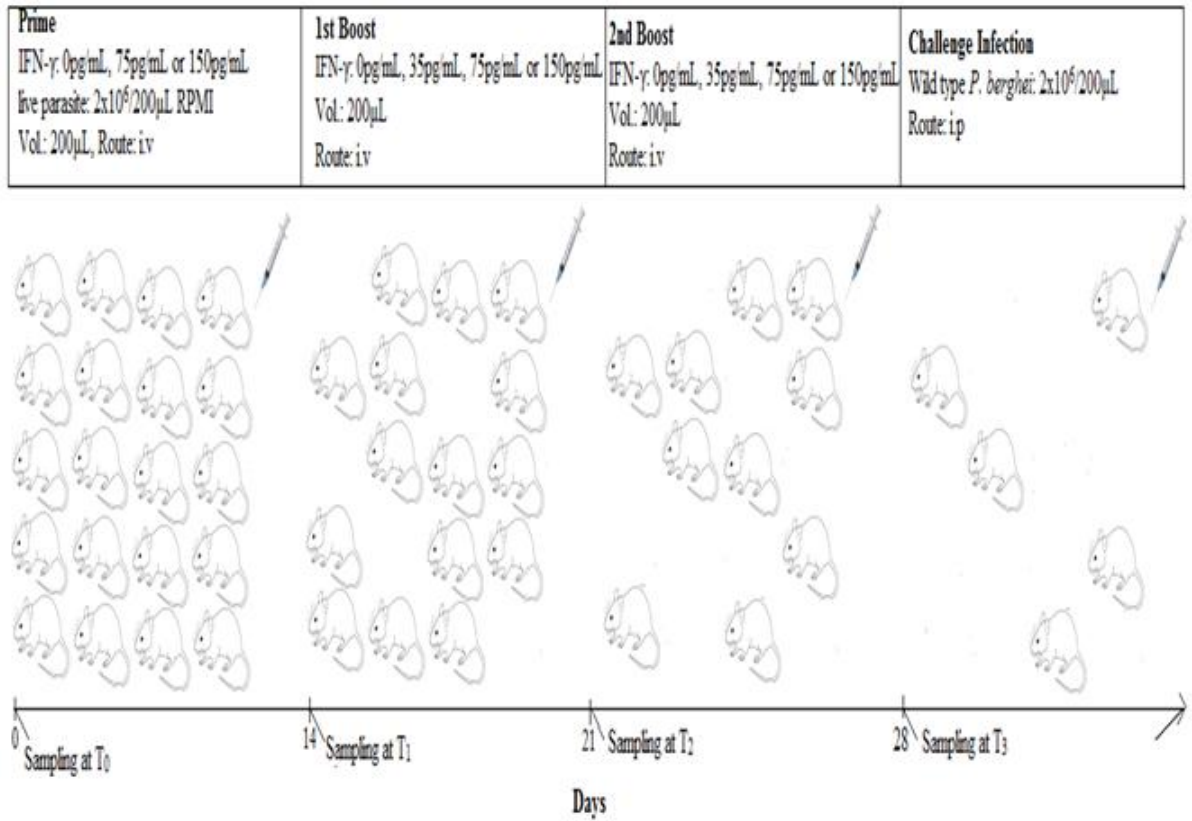 Prime
IFN-γ: 0pg/mL, 75pg/mL or 150pg/mL
live parasite: 2x10⁶/200µL RPMI
Vol.: 200µL, Route: i.v
1st Boost
IFN-γ: 0pg/mL, 35pg/mL, 75pg/mL or 150pg/mL
Vol.: 200µL
Route: i.v
2nd Boost
IFN-γ: 0pg/mL, 35pg/mL, 75pg/mL or 150pg/mL
Vol.: 200µL
Route: i.v
Challenge Infection
Wild type P. berghei: 2x10⁶/200µL
Route: i.p
0
Sampling at T₀
14
Sampling at T₁
21
Sampling at T₂
28
Sampling at T₃
Days